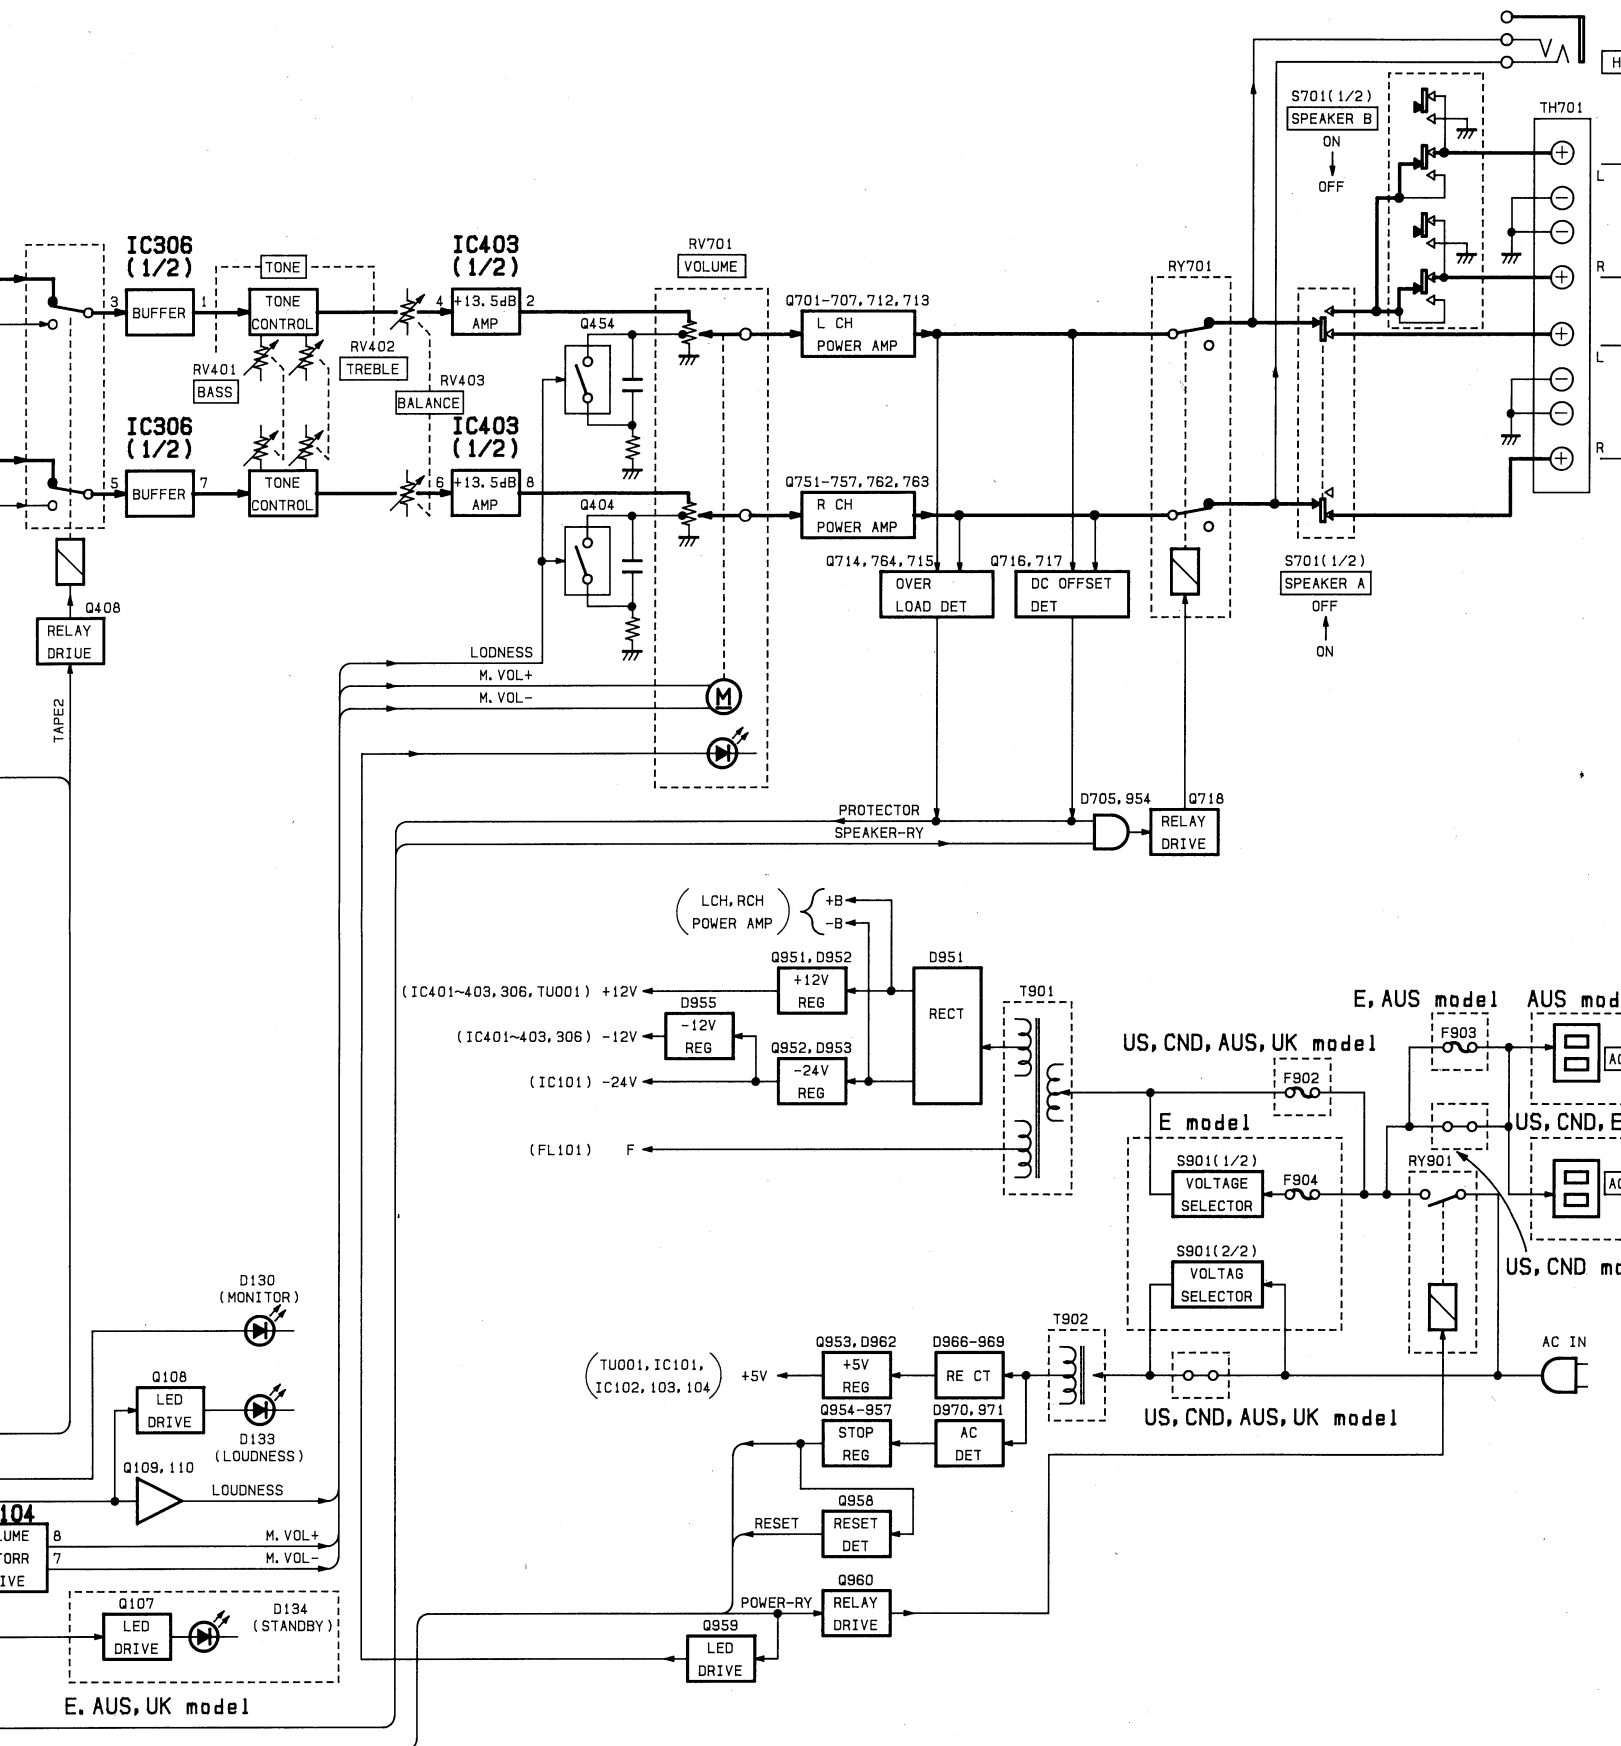 S701(1/2)
SPEAKER B
ON
OFF
TH701
H
L
R
L
R
IC306
(1/2)
TONE
IC403
(1/2)
RV701
VOLUME
RY701
3
BUFFER
1
TONE
CONTROL
4
+13.5dB
AMP
2
Q454
Q701-707,712,713
L CH
POWER AMP
RV401
BASS
RV402
TREBLE
RV403
BALANCE
IC306
(1/2)
IC403
(1/2)
5
BUFFER
7
TONE
CONTROL
6
+13.5dB
AMP
8
Q404
Q751-757,762,763
R CH
POWER AMP
Q714,764,715
OVER
LOAD DET
Q716,717
DC OFFSET
DET
S701(1/2)
SPEAKER A
OFF
ON
Q408
RELAY
DRIUE
TAPE2
LODNESS
M.VOL+
M.VOL-
M
PROTECTOR
SPEAKER-RY
D705,954
Q718
RELAY
DRIVE
LCH,RCH
POWER AMP
+B
-B
Q951,D952
+12V
REG
D951
RECT
(IC401~403,306,TU001) +12V
D955
-12V
REG
(IC401~403,306) -12V
Q952,D953
-24V
REG
(IC101) -24V
(FL101) F
T901
US,CND,AUS,UK model
F902
E,AUS model
F903
AUS mod
AC
US,CND,E
AC
E model
S901(1/2)
VOLTAGE
SELECTOR
F904
RY901
S901(2/2)
VOLTAG
SELECTOR
US,CND mo
AC IN
D130
(MONITOR)
Q108
LED
DRIVE
D133
(LOUDNESS)
Q109,110
LOUDNESS
104
LUME
TORR
IVE
8
7
M.VOL+
M.VOL-
Q107
LED
DRIVE
D134
(STANDBY)
E.AUS,UK model
TU001,IC101,
IC102,103,104
+5V
Q953,D962
+5V
REG
D966-969
RE CT
T902
US,CND,AUS,UK model
Q954-957
STOP
REG
D970,971
AC
DET
RESET
Q958
RESET
DET
POWER-RY
Q960
RELAY
DRIVE
Q959
LED
DRIVE